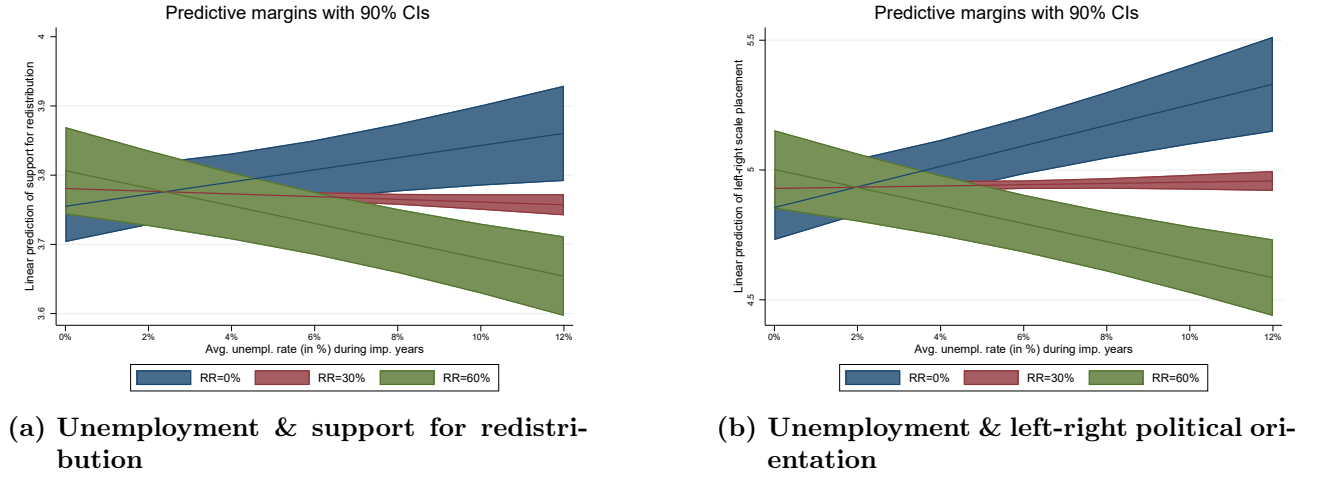 Predictive margins with 90% CIs
Linear prediction of support for redistribution
4
3.9
3.8
3.7
3.6
0% 2% 4% 6% 8% 10% 12%
Avg. unempl. rate (in %) during imp. years
RR=0% RR=30% RR=60%
(a) Unemployment & support for redistri-
bution
Predictive margins with 90% CIs
Linear prediction of left-right scale placement
5.5
5
4.5
0% 2% 4% 6% 8% 10% 12%
Avg. unempl. rate (in %) during imp. years
RR=0% RR=30% RR=60%
(b) Unemployment & left-right political ori-
entation